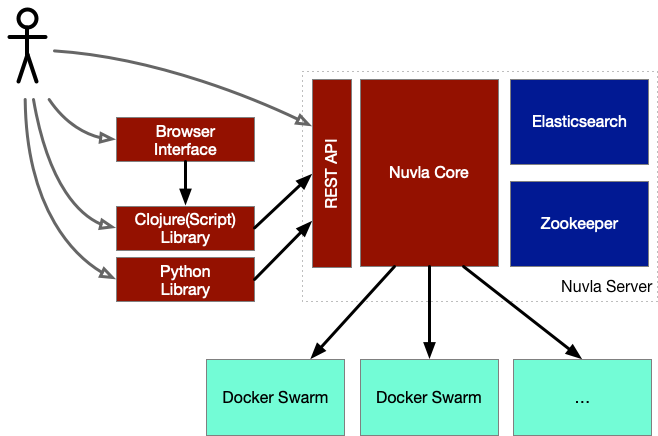 Browser
Interface
Clojure(Script)
Library
Python
Library
REST API
Nuvla Core
Elasticsearch
Zookeeper
Nuvla Server
Docker Swarm
Docker Swarm
...